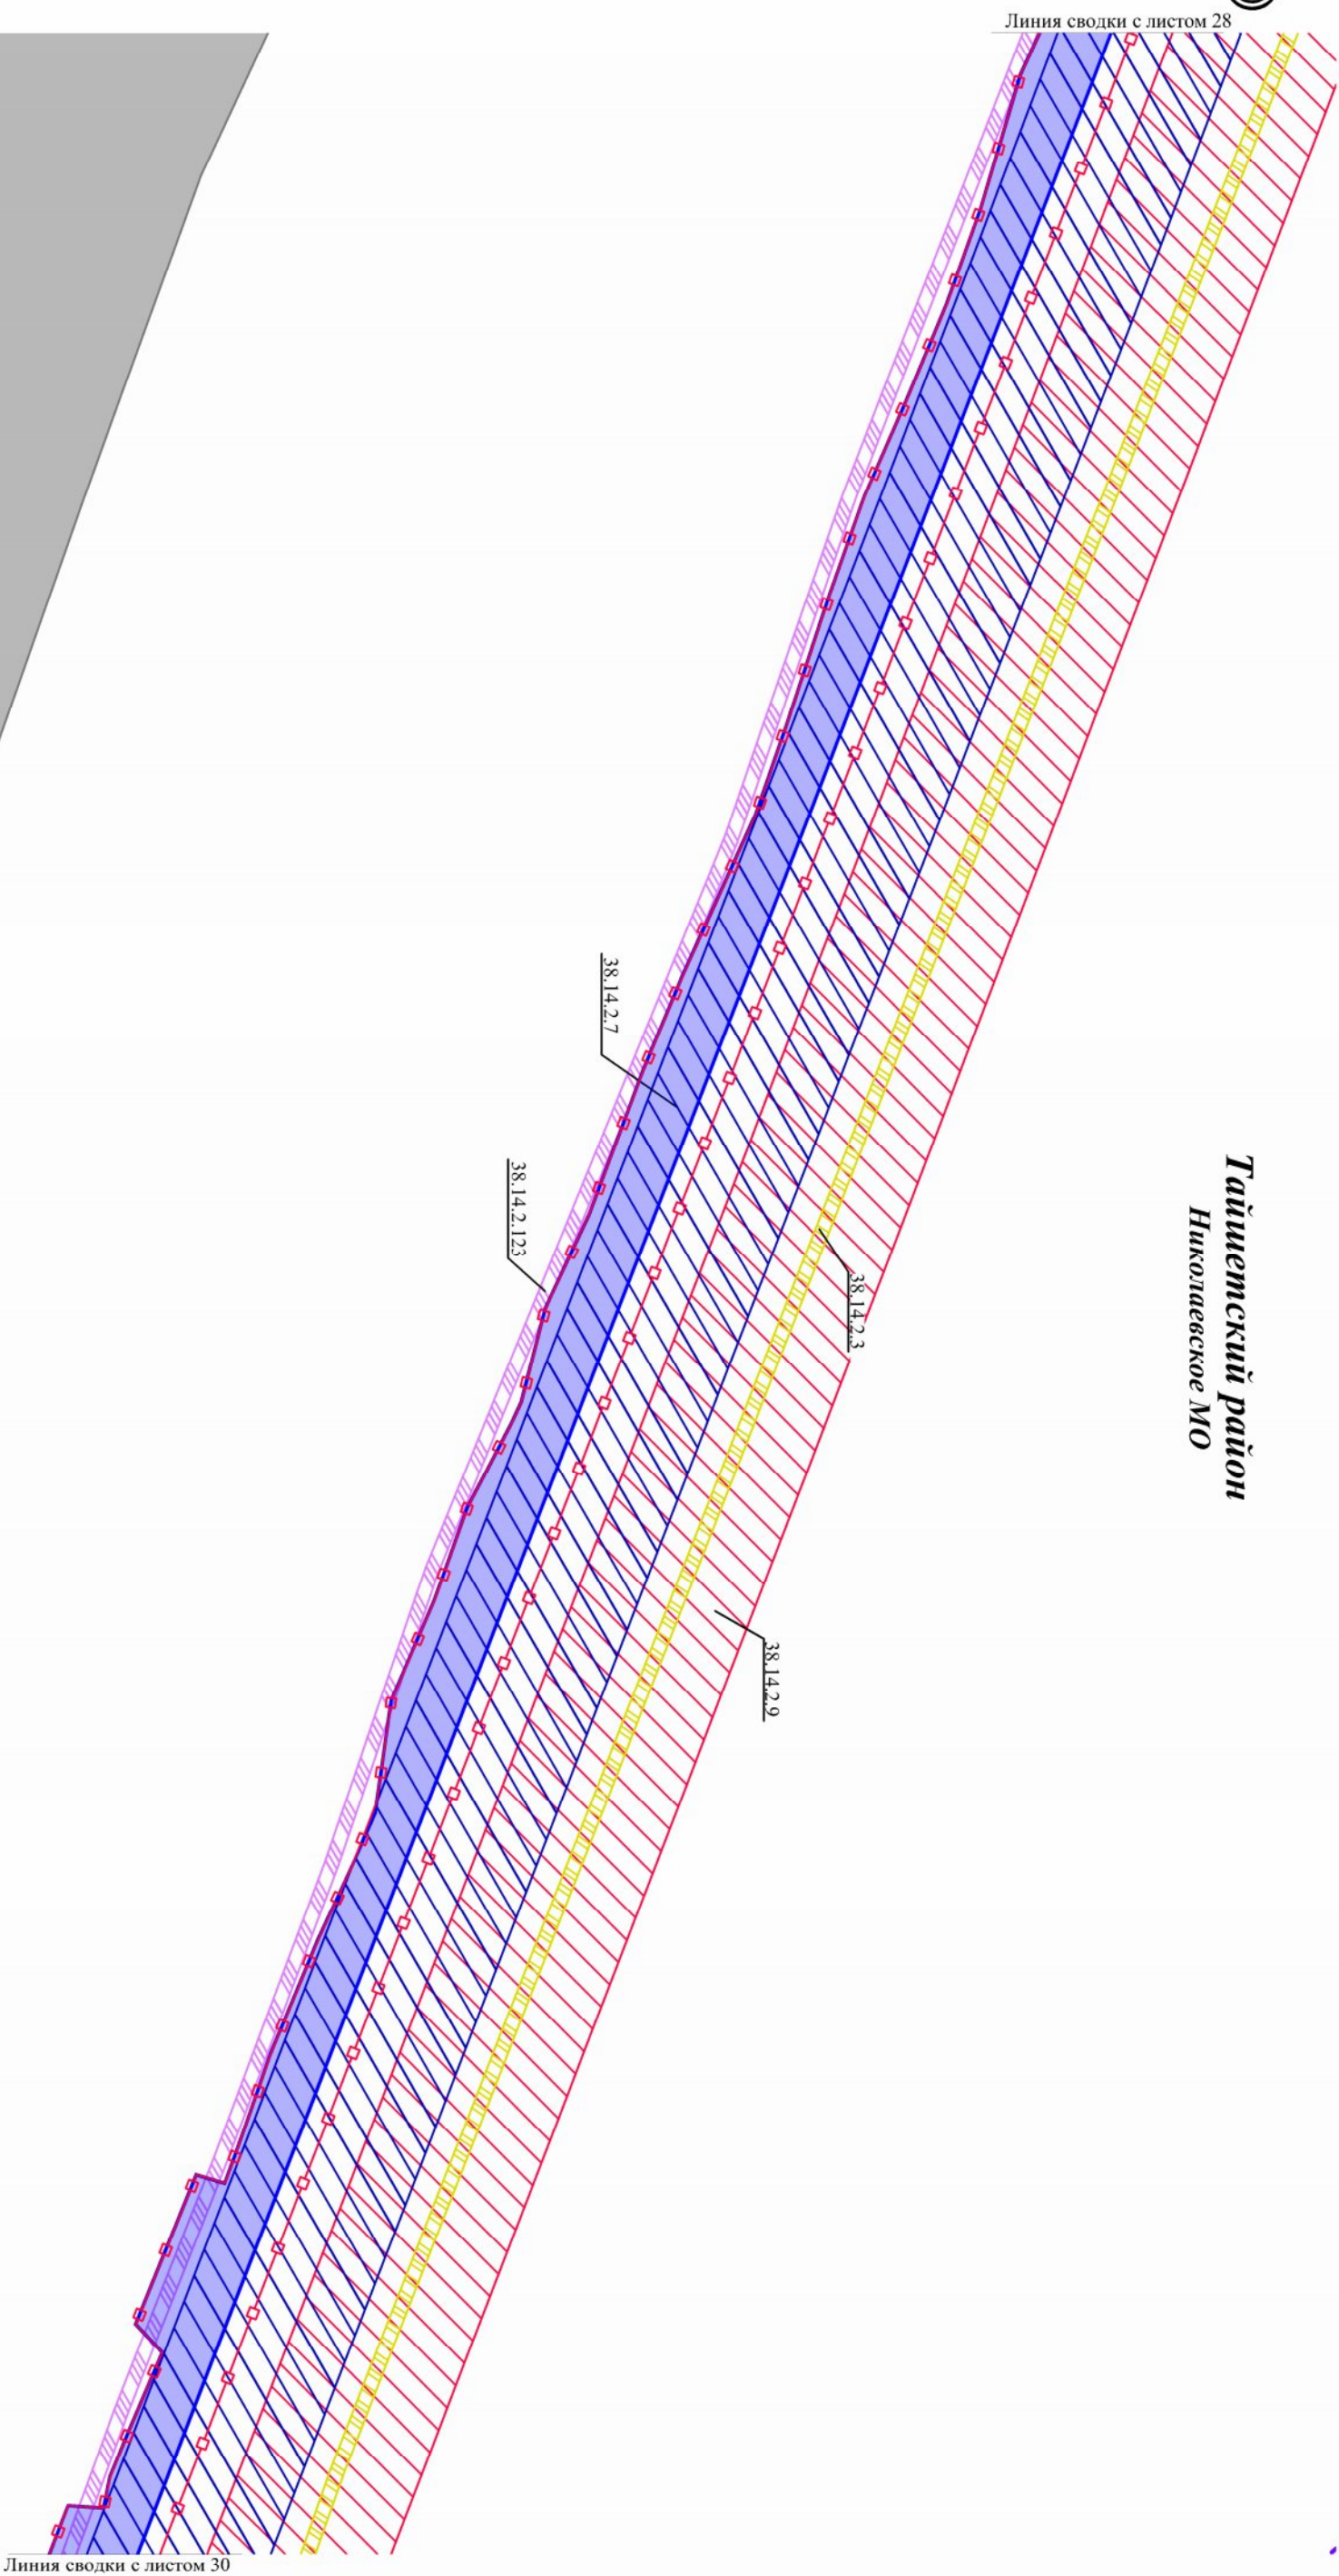 Линия сводки с листом 28
38.14.2.7
38.14.2.123
38.14.2.3
Тайшетский район
Николаевское МО
38.14.2.9
Линия сводки с листом 30